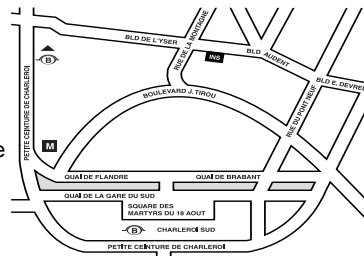 BLD DE L'YSER
RUE DE LA MONTAGNE
INS
BLD AUDENT
BLD E. DEVREU
B
PETITE CEINTURE DE CHARLEROI
BOULEVARD J. TIROU
RUE DU PONT NEUF
M
e
QUAI DE FLANDRE
QUAI DE BRABANT
QUAI DE LA GARE DU SUD
SQUARE DES
MARTYRS DU 18 AOUT
B CHARLEROI SUD
PETITE CEINTURE DE CHARLEROI